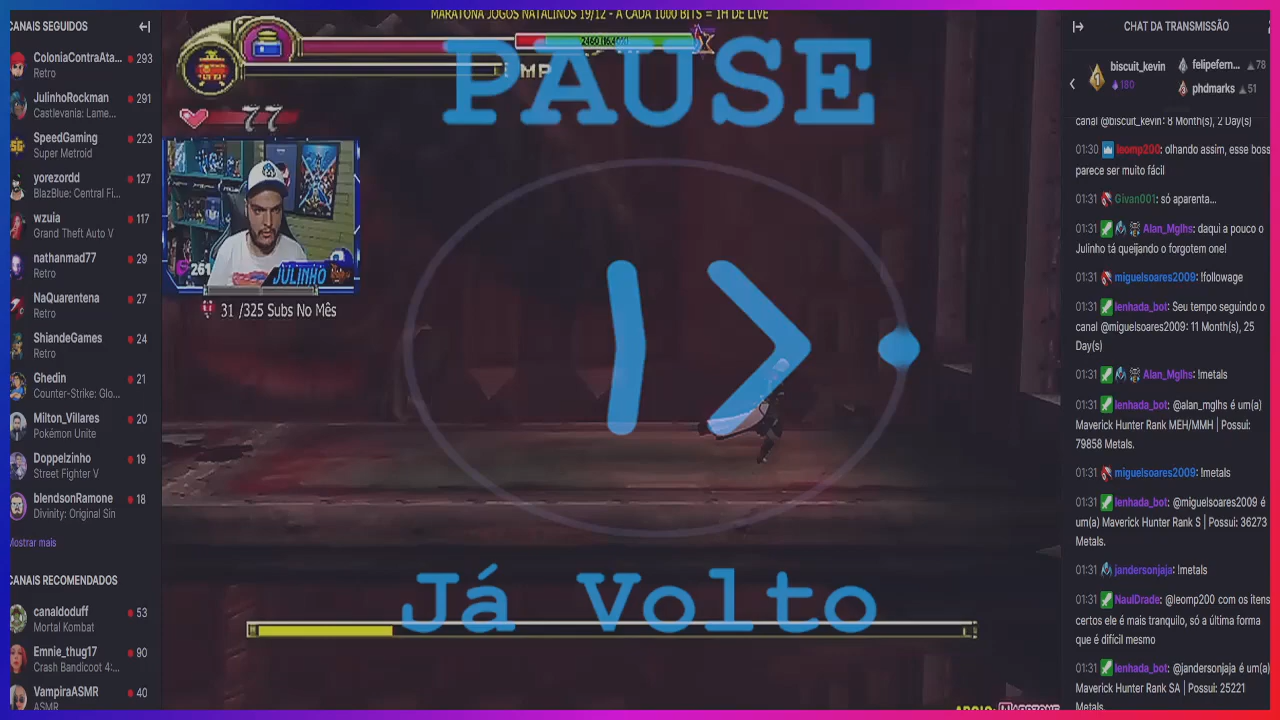 CANAIS SEGUIDOS
ColoniaContraAta... 293
Retro
JulinhoRockman 291
Castlevania: Lame...
SpeedGaming 223
Super Metroid
yorezordd 127
BlazBlue: Central Fi...
wzuia 117
Grand Theft Auto V
nathanmad77 29
Retro
NaQuarentena 27
Retro
ShiandeGames 24
Retro
Ghedin 21
Counter-Strike: Glo...
Milton_Villares 20
Pokémon Unite
Doppelzinho 19
Street Fighter V
blendsonRamone 18
Divinity: Original Sin
Mostrar mais
CANAIS RECOMENDADOS
canaldoduff 53
Mortal Kombat
Emnie_thug17 90
Crash Bandicoot 4:...
VampiraASMR 40
ASMR
MARATONA JOGOS NATALINOS 19/12 - A CADA 1000 BITS = 1H DE LIVE
MP
77
PAUSE
261
JULINHO
31 /325 Subs No Mês
Já Volto
CHAT DA TRANSMISSÃO
1
biscuit_kevin
180
felipefern... 78
phdmarks 51
canal @biscuit_kevin: 8 Month(s), 2 Day(s)
01:30 leomp200: olhando assim, esse boss
parece ser muito fácil
01:31 Givan001: só aparenta...
01:31 Alan_Mglhs: daqui a pouco o
Julinho tá queijando o forgotem one!
01:31 miguelsoares2009: !followage
01:31 lenhada_bot: Seu tempo seguindo o
canal @miguelsoares2009: 11 Month(s), 25
Day(s)
01:31 Alan_Mglhs: !metals
01:31 lenhada_bot: @alan_mglhs é um(a)
Maverick Hunter Rank MEH/MMH | Possui:
79858 Metals.
01:31 miguelsoares2009: !metals
01:31 lenhada_bot: @miguelsoares2009 é
um(a) Maverick Hunter Rank S | Possui: 36273
Metals.
01:31 jandersonjaja: !metals
01:31 NaulDrade: @leomp200 com os itens
certos ele é mais tranquilo, só a última forma
que é difícil mesmo
01:31 lenhada_bot: @jandersonjaja é um(a)
Maverick Hunter Rank SA | Possui: 25221
Metals.